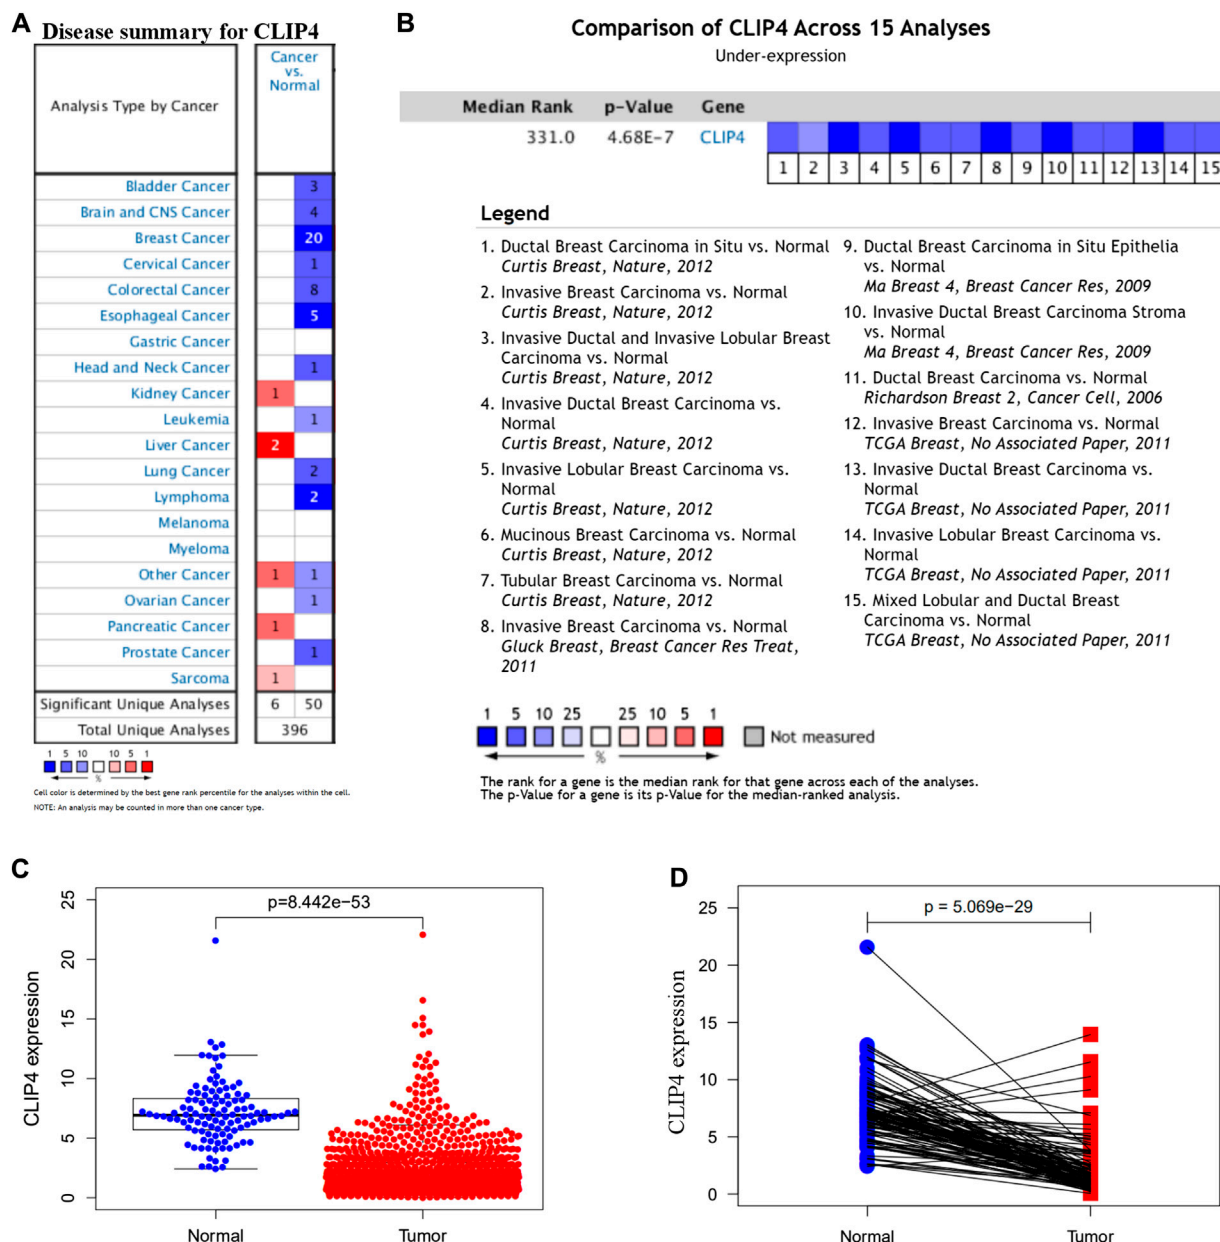 A
Disease summary for CLIP4
Analysis Type by Cancer
Cancer
vs.
Normal
Bladder Cancer 3
Brain and CNS Cancer 4
Breast Cancer 20
Cervical Cancer 1
Colorectal Cancer 8
Esophageal Cancer 5
Gastric Cancer
Head and Neck Cancer 1
Kidney Cancer 1
Leukemia 1
Liver Cancer 2
Lung Cancer 2
Lymphoma 2
Melanoma
Myeloma
Other Cancer 1 1
Ovarian Cancer 1
Pancreatic Cancer 1
Prostate Cancer 1
Sarcoma 1
Significant Unique Analyses 6 50
Total Unique Analyses 396
1 5 10 10 5 1
%
Cell color is determined by the best gene rank percentile for the analyses within the cell.
NOTE: An analysis may be counted in more than one cancer type.
B
Comparison of CLIP4 Across 15 Analyses
Under-expression
Median Rank p-Value Gene
331.0 4.68E-7 CLIP4
1 2 3 4 5 6 7 8 9 10 11 12 13 14 15
Legend
1. Ductal Breast Carcinoma in Situ vs. Normal
Curtis Breast, Nature, 2012
2. Invasive Breast Carcinoma vs. Normal
Curtis Breast, Nature, 2012
3. Invasive Ductal and Invasive Lobular Breast
Carcinoma vs. Normal
Curtis Breast, Nature, 2012
4. Invasive Ductal Breast Carcinoma vs.
Normal
Curtis Breast, Nature, 2012
5. Invasive Lobular Breast Carcinoma vs.
Normal
Curtis Breast, Nature, 2012
6. Mucinous Breast Carcinoma vs. Normal
Curtis Breast, Nature, 2012
7. Tubular Breast Carcinoma vs. Normal
Curtis Breast, Nature, 2012
8. Invasive Breast Carcinoma vs. Normal
Gluck Breast, Breast Cancer Res Treat,
2011
9. Ductal Breast Carcinoma in Situ Epithelia
vs. Normal
Ma Breast 4, Breast Cancer Res, 2009
10. Invasive Ductal Breast Carcinoma Stroma
vs. Normal
Ma Breast 4, Breast Cancer Res, 2009
11. Ductal Breast Carcinoma vs. Normal
Richardson Breast 2, Cancer Cell, 2006
12. Invasive Breast Carcinoma vs. Normal
TCGA Breast, No Associated Paper, 2011
13. Invasive Ductal Breast Carcinoma vs.
Normal
TCGA Breast, No Associated Paper, 2011
14. Invasive Lobular Breast Carcinoma vs.
Normal
TCGA Breast, No Associated Paper, 2011
15. Mixed Lobular and Ductal Breast
Carcinoma vs. Normal
TCGA Breast, No Associated Paper, 2011
1 5 10 25 25 10 5 1
%
Not measured
The rank for a gene is the median rank for that gene across each of the analyses.
The p-Value for a gene is its p-Value for the median-ranked analysis.
C
p=8.442e−53
CLIP4 expression
25
20
15
10
5
0
Normal Tumor
D
p = 5.069e−29
CLIP4 expression
25
20
15
10
5
0
Normal Tumor